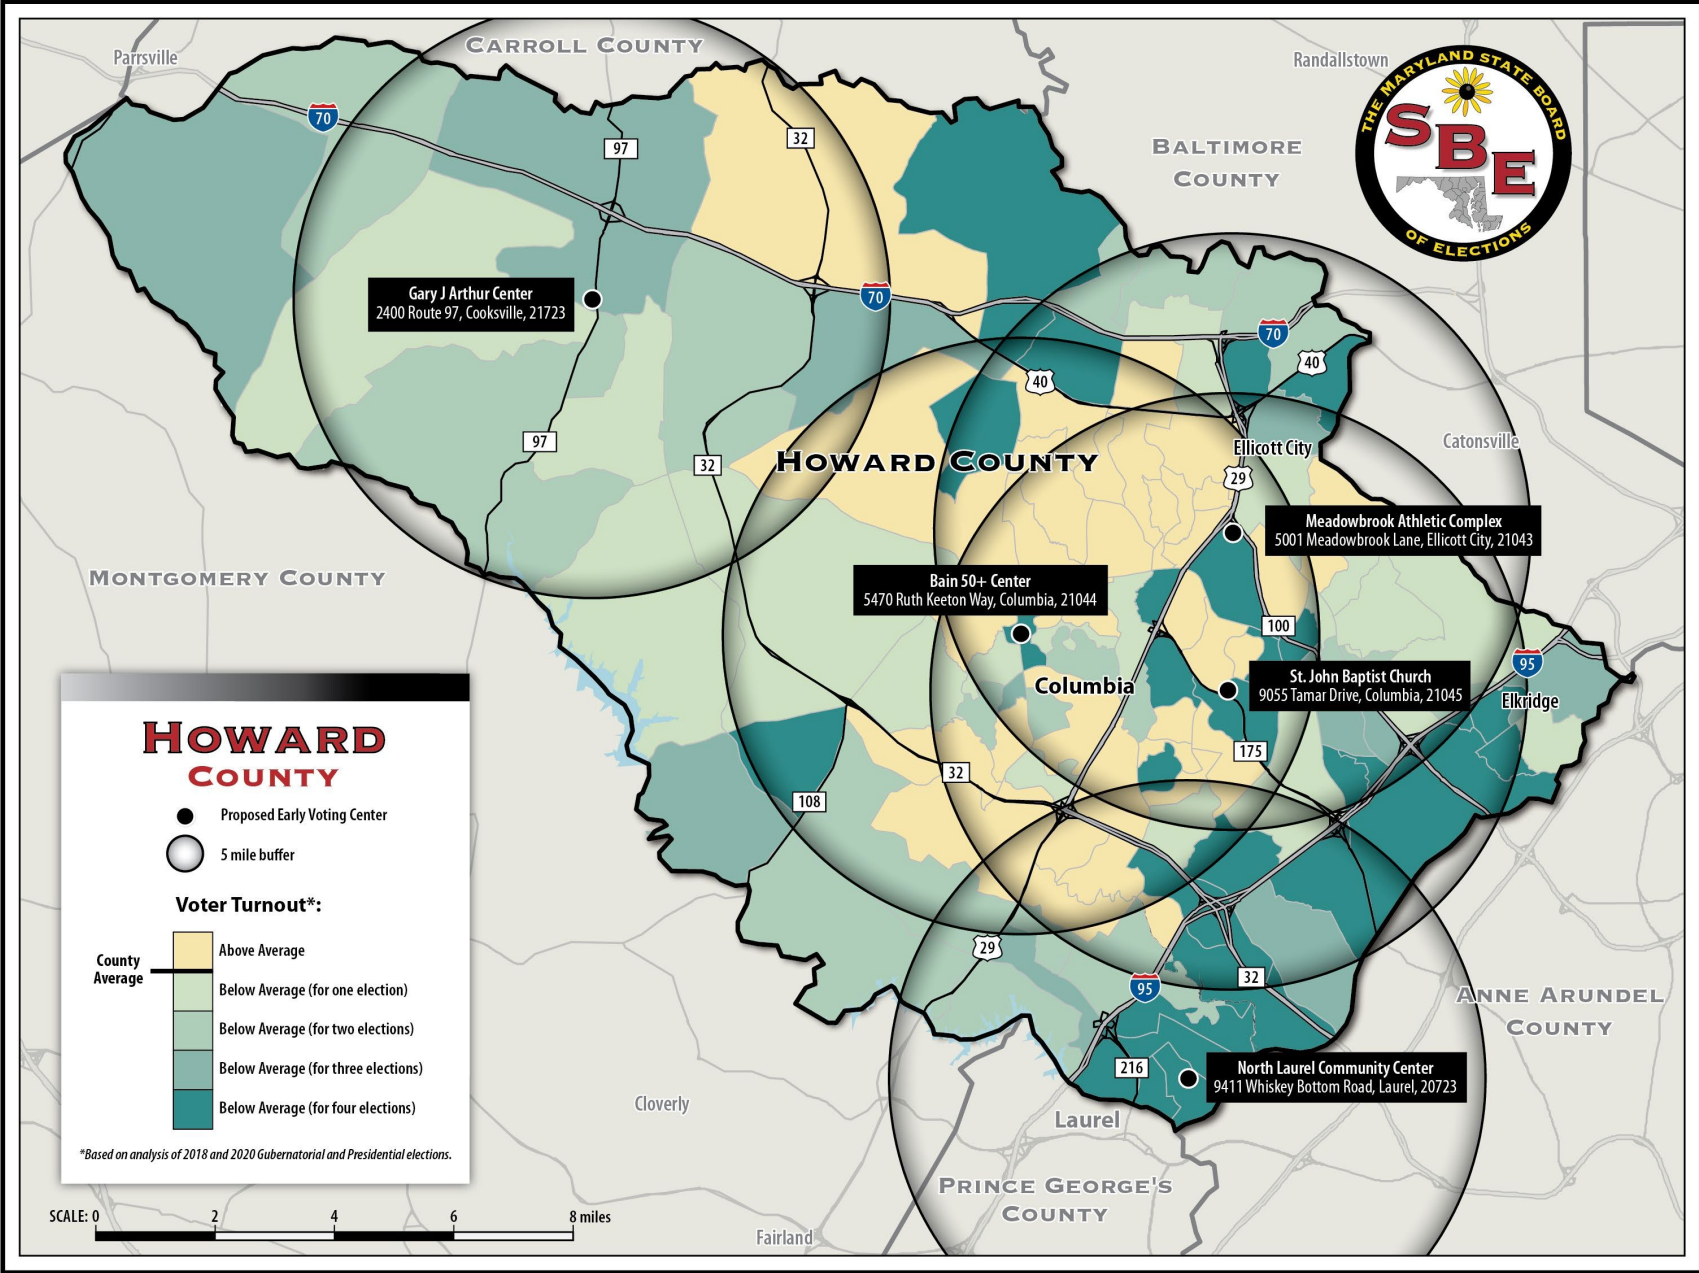 Parrsville
CARROLL COUNTY
Randallstown
THE MARYLAND STATE BOARD
SBE
OF ELECTIONS
BALTIMORE
COUNTY
70
97
32
Gary J Arthur Center
2400 Route 97, Cooksville, 21723
70
70
40
40
97
32
HOWARD COUNTY
Ellicott City
Catonsville
29
Meadowbrook Athletic Complex
5001 Meadowbrook Lane, Ellicott City, 21043
MONTGOMERY COUNTY
Bain 50+ Center
5470 Ruth Keeton Way, Columbia, 21044
100
95
St. John Baptist Church
9055 Tamar Drive, Columbia, 21045
Columbia
Elkridge
175
32
108
29
95
32
ANNE ARUNDEL
COUNTY
216
North Laurel Community Center
9411 Whiskey Bottom Road, Laurel, 20723
Cloverly
Laurel
PRINCE GEORGE'S
COUNTY
Fairland
HOWARD
COUNTY
Proposed Early Voting Center
5 mile buffer
Voter Turnout*:
County
Average
Above Average
Below Average (for one election)
Below Average (for two elections)
Below Average (for three elections)
Below Average (for four elections)
*Based on analysis of 2018 and 2020 Gubernatorial and Presidential elections.
SCALE: 0 2 4 6 8 miles